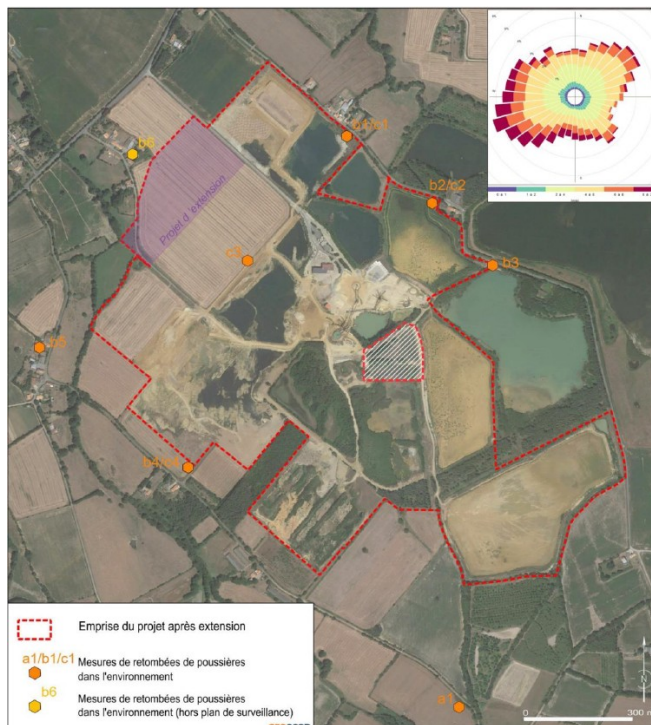 b6
b1/c1
b2/c2
Projet d' extension
c3
b3
b5
b4/c4
a1
Emprise du projet après extension
a1/b1/c1
Mesures de retombées de poussières
dans l'environnement
b6
Mesures de retombées de poussières
dans l'environnement (hors plan de surveillance)
0
300 m